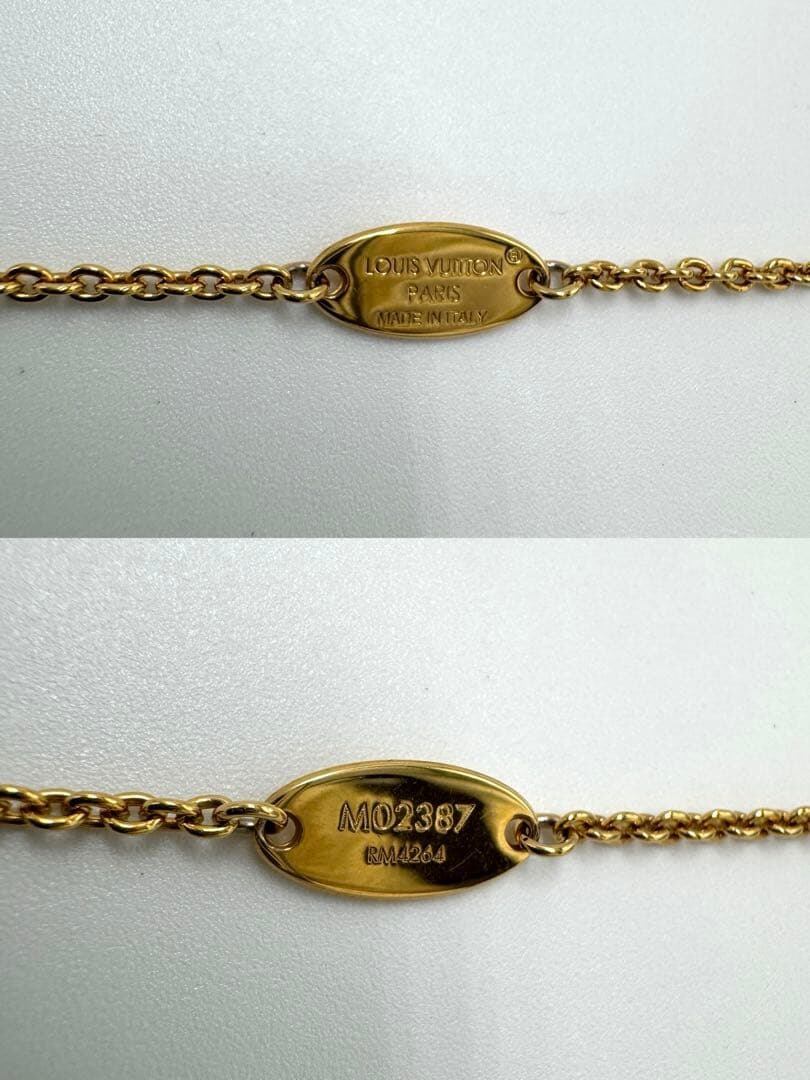 LOUIS VUITTON®
PARIS
MADE IN ITALY
M02387
RM4264